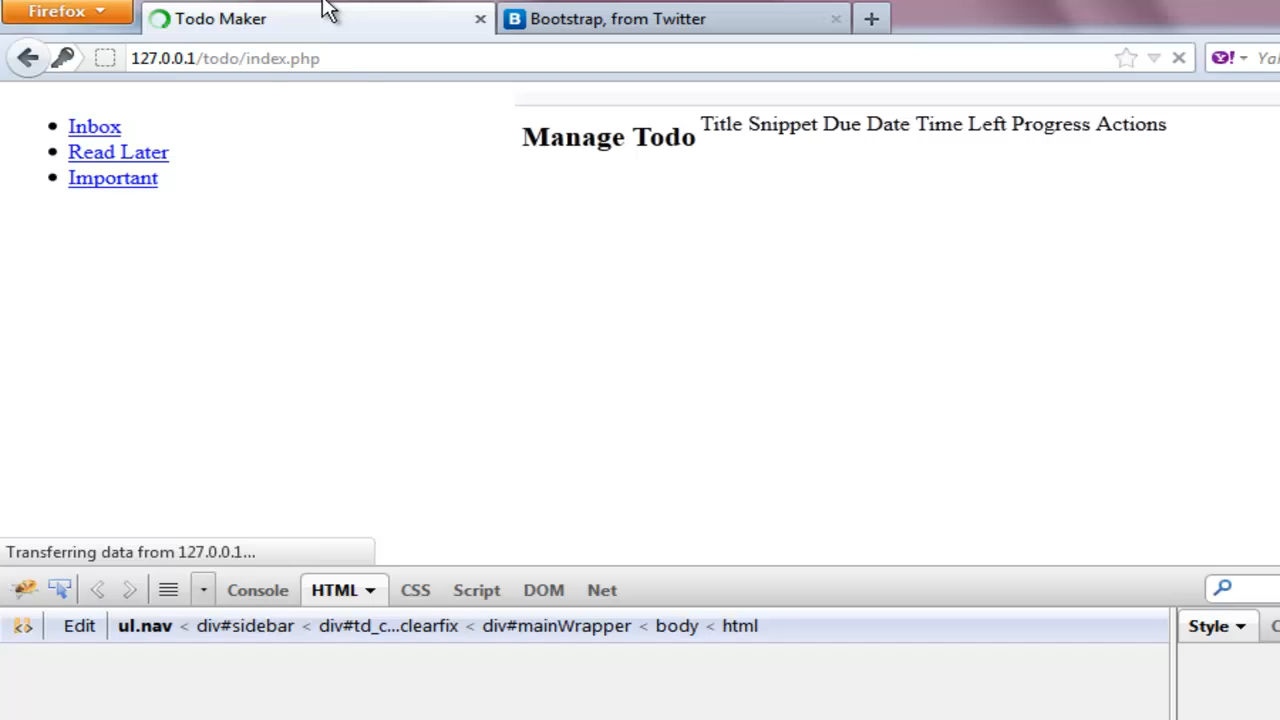 Firefox
Todo Maker
Bootstrap, from Twitter
127.0.0.1/todo/index.php
Inbox
Read Later
Important
Manage Todo
Title Snippet Due Date Time Left Progress Actions
Transferring data from 127.0.0.1...
Console HTML CSS Script DOM Net
Edit ul.nav < div#sidebar < div#td_c...clearfix < div#mainWrapper < body < html
Style